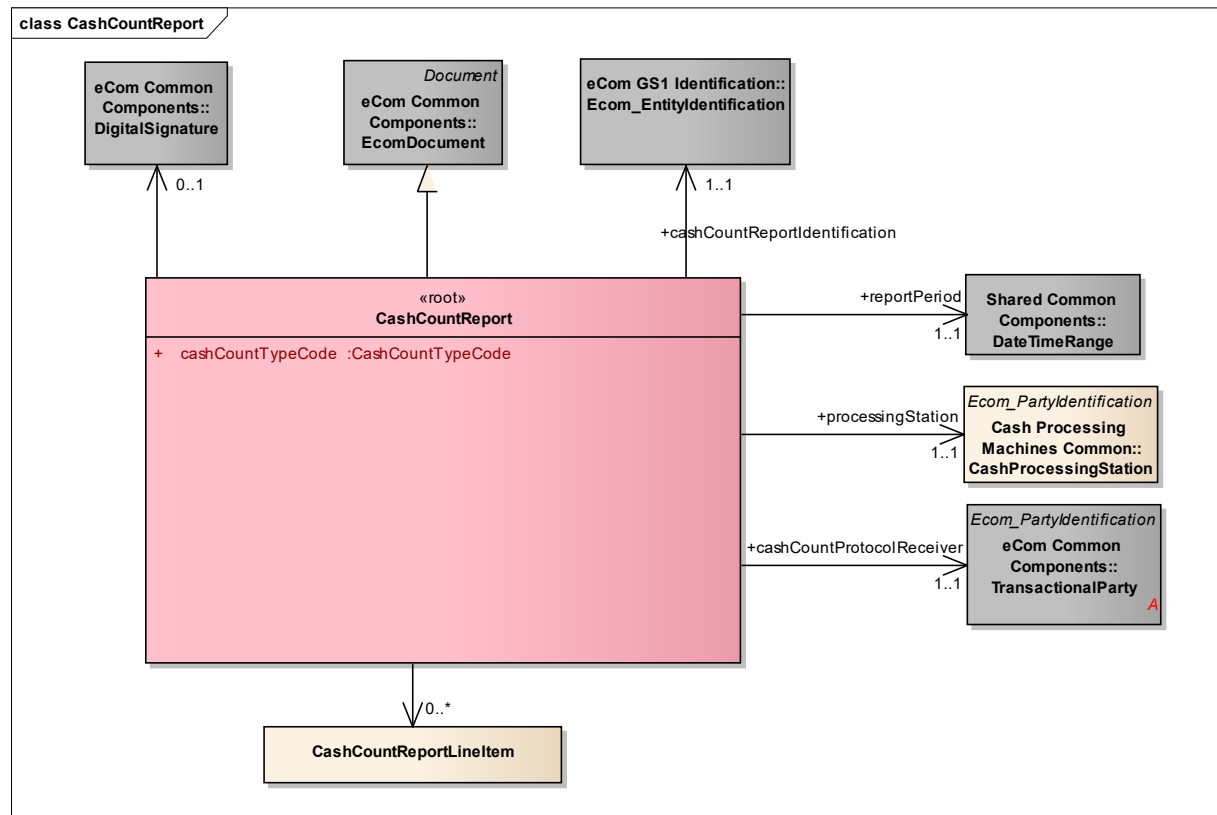 class CashCountReport
eCom Common
Components::
DigitalSignature
Document
eCom Common
Components::
EcomDocument
eCom GS1 Identification::
Ecom_EntityIdentification
0..1
1..1
+cashCountReportIdentification
«root»
CashCountReport
+ cashCountTypeCode :CashCountTypeCode
+reportPeriod
1..1
Shared Common
Components::
DateTimeRange
+processingStation
1..1
Ecom_PartyIdentification
Cash Processing
Machines Common::
CashProcessingStation
+cashCountProtocolReceiver
1..1
Ecom_PartyIdentification
eCom Common
Components::
TransactionalParty
A
0..*
CashCountReportLineItem